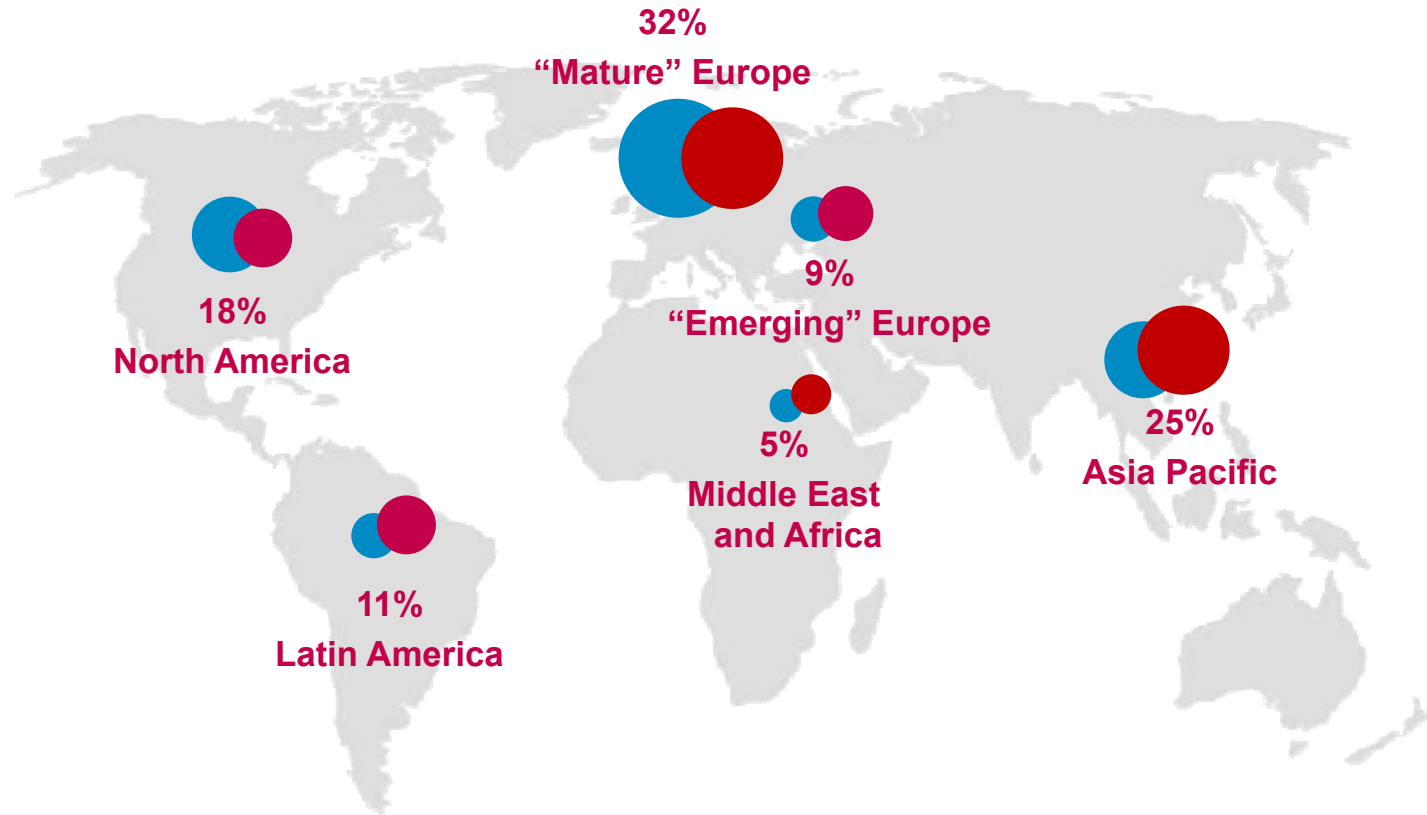 32%
“Mature” Europe
9%
“Emerging” Europe
18%
North America
25%
Asia Pacific
5%
Middle East
and Africa
11%
Latin America